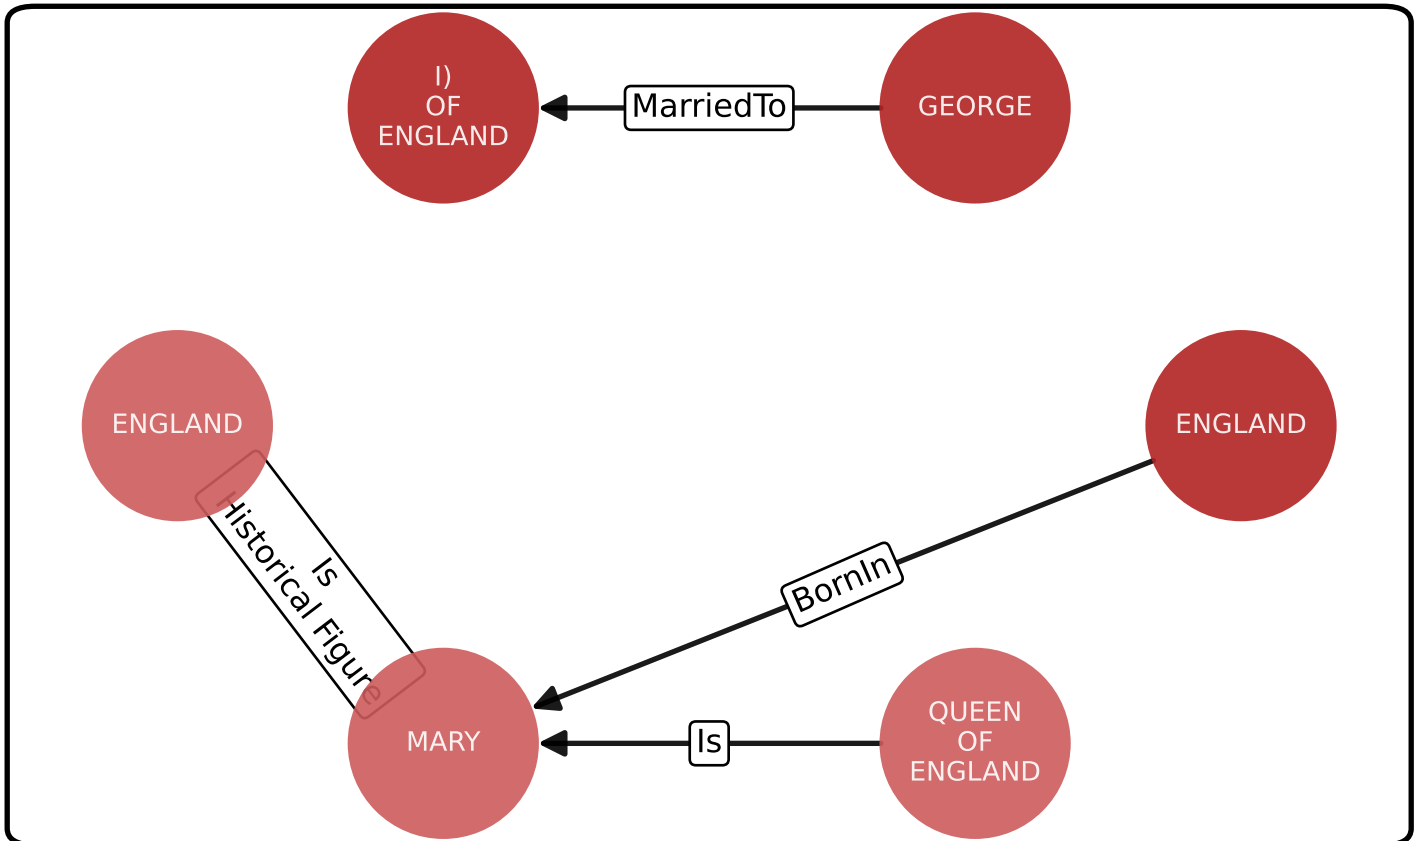 I)
OF
ENGLAND
MarriedTo
GEORGE
ENGLAND
ENGLAND
Is
Historical Figure
BornIn
MARY
Is
QUEEN
OF
ENGLAND